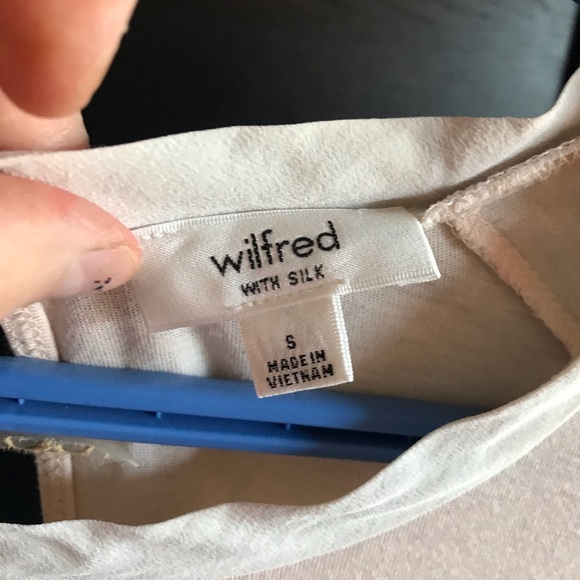 wilfred
WITH SILK
S
MADE IN
VIETNAM